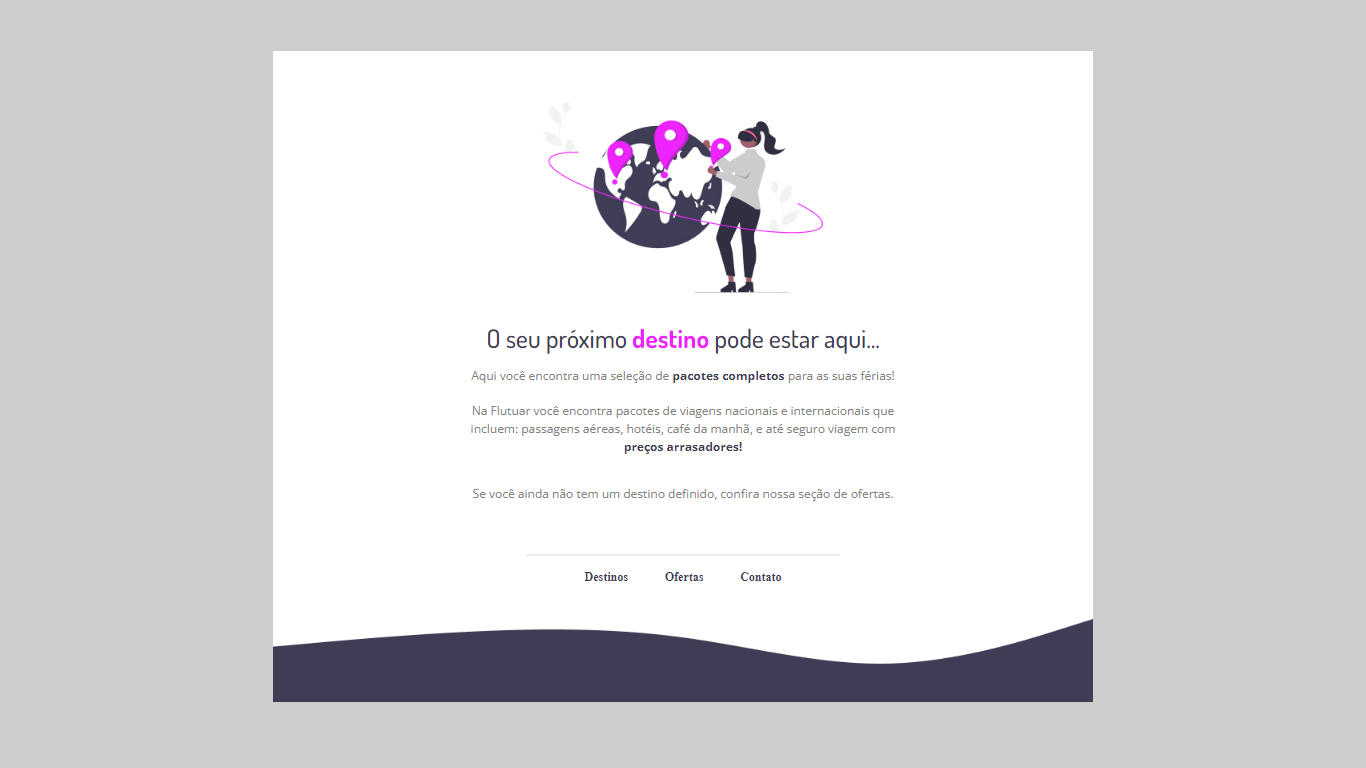 O seu próximo destino pode estar aqui...
Aqui você encontra uma seleção de pacotes completos para as suas férias!
Na Flutuar você encontra pacotes de viagens nacionais e internacionais que
incluem: passagens aéreas, hotéis, café da manhã, e até seguro viagem com
preços arrasadores!
Se você ainda não tem um destino definido, confira nossa seção de ofertas.
Destinos Ofertas Contato